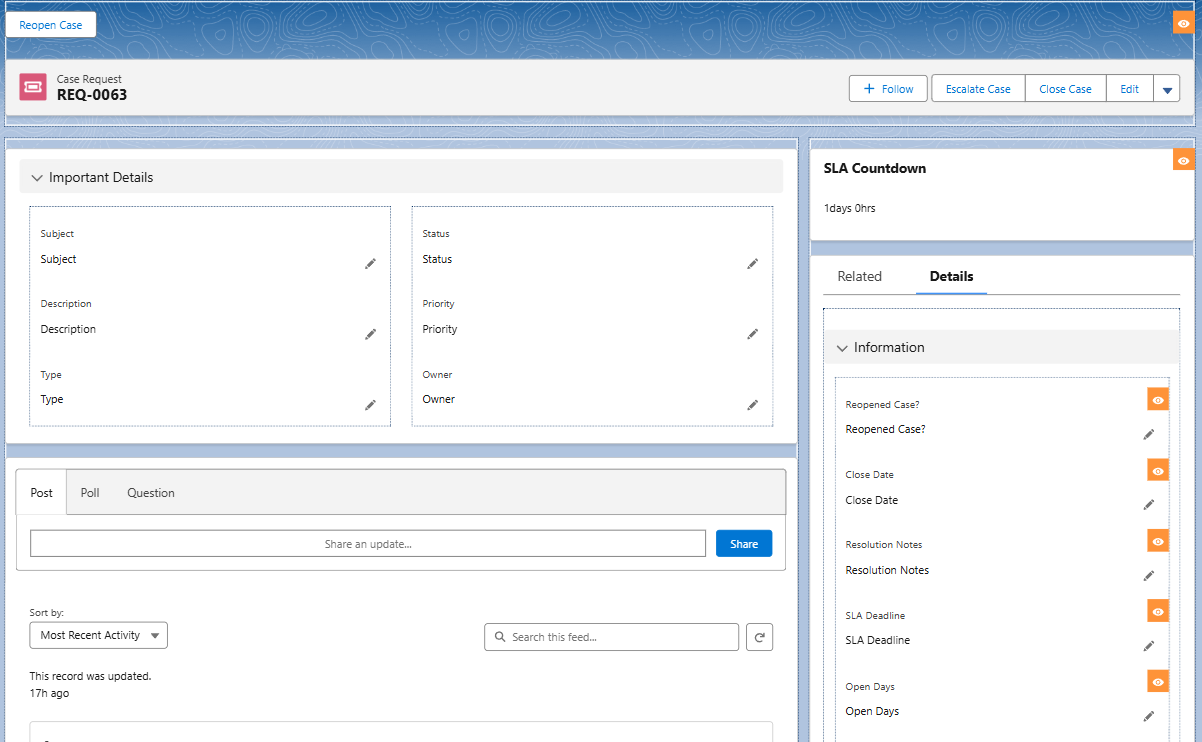 Reopen Case
Case Request
REQ-0063
Follow
Escalate Case
Close Case
Edit
Important Details
Subject
Subject
Description
Description
Type
Type
Status
Status
Priority
Priority
Owner
Owner
Post
Poll
Question
Share an update...
Share
Sort by:
Most Recent Activity
Search this feed...
This record was updated.
17h ago
SLA Countdown
1days 0hrs
Related
Details
Information
Reopened Case?
Reopened Case?
Close Date
Close Date
Resolution Notes
Resolution Notes
SLA Deadline
SLA Deadline
Open Days
Open Days